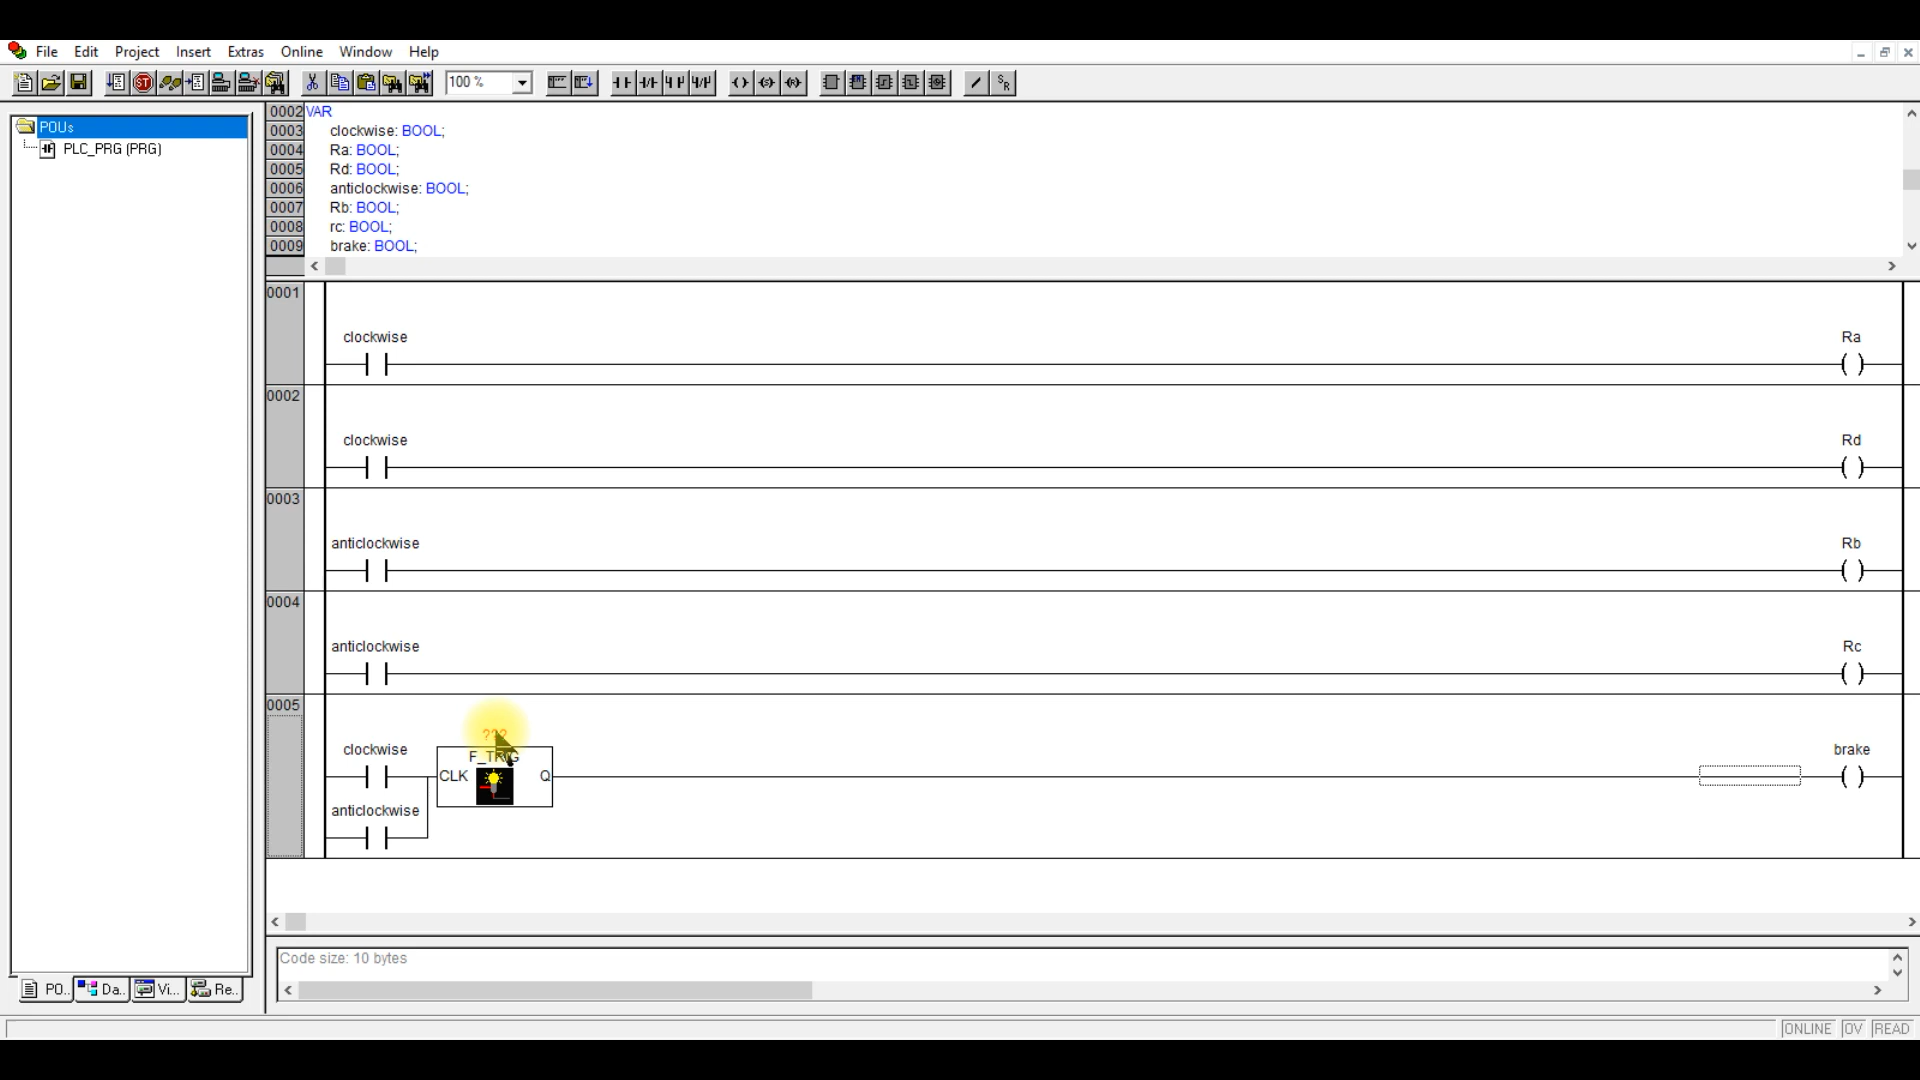 File Edit Project Insert Extras Online Window Help
ST 100 % S R
POUs
PLC_PRG (PRG)
0002 VAR
0003 clockwise: BOOL;
0004 Ra: BOOL;
0005 Rd: BOOL;
0006 anticlockwise: BOOL;
0007 Rb: BOOL;
0008 rc: BOOL;
0009 brake: BOOL;
0001
clockwise Ra
0002
clockwise Rd
0003
anticlockwise Rb
0004
anticlockwise Rc
0005
???
clockwise F_TRIG brake
CLK Q
anticlockwise
Code size: 10 bytes
PO.. Da.. Vi... Re..
ONLINE OV READ